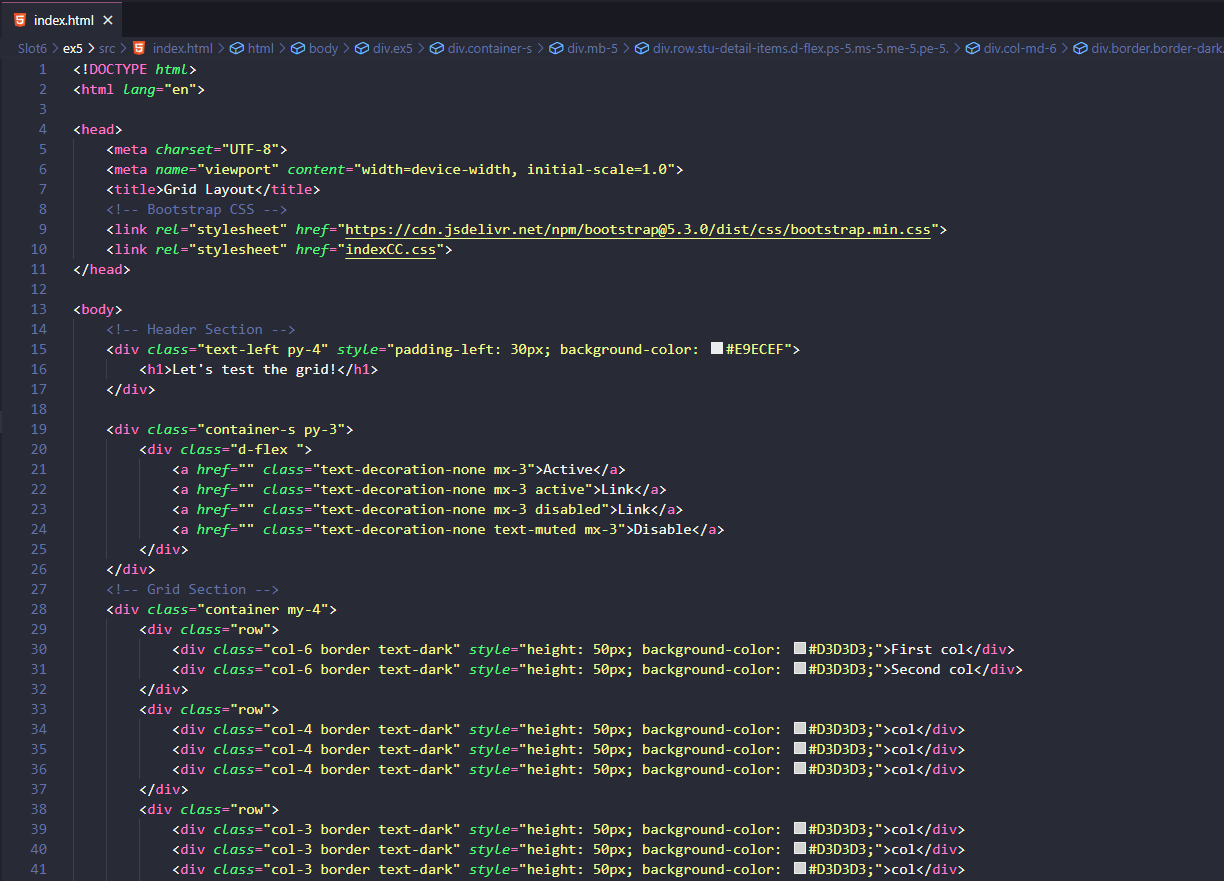 index.html ×
Slot6 > ex5 > src > index.html > html > body > div.ex5 > div.container-s > div.mb-5 > div.row.stu-detail-items.d-flex.ps-5.ms-5.me-5.pe-5. > div.col-md-6 > div.border.border-dark.
1 <!DOCTYPE html>
2 <html lang="en">
3
4 <head>
5     <meta charset="UTF-8">
6     <meta name="viewport" content="width=device-width, initial-scale=1.0">
7     <title>Grid Layout</title>
8     <!-- Bootstrap CSS -->
9     <link rel="stylesheet" href="https://cdn.jsdelivr.net/npm/bootstrap@5.3.0/dist/css/bootstrap.min.css">
10     <link rel="stylesheet" href="indexCC.css">
11 </head>
12
13 <body>
14     <!-- Header Section -->
15     <div class="text-left py-4" style="padding-left: 30px; background-color: #E9ECEF">
16         <h1>Let's test the grid!</h1>
17     </div>
18
19     <div class="container-s py-3">
20         <div class="d-flex ">
21             <a href="" class="text-decoration-none mx-3">Active</a>
22             <a href="" class="text-decoration-none mx-3 active">Link</a>
23             <a href="" class="text-decoration-none mx-3 disabled">Link</a>
24             <a href="" class="text-decoration-none text-muted mx-3">Disable</a>
25         </div>
26     </div>
27     <!-- Grid Section -->
28     <div class="container my-4">
29         <div class="row">
30             <div class="col-6 border text-dark" style="height: 50px; background-color: #D3D3D3;">First col</div>
31             <div class="col-6 border text-dark" style="height: 50px; background-color: #D3D3D3;">Second col</div>
32         </div>
33         <div class="row">
34             <div class="col-4 border text-dark" style="height: 50px; background-color: #D3D3D3;">col</div>
35             <div class="col-4 border text-dark" style="height: 50px; background-color: #D3D3D3;">col</div>
36             <div class="col-4 border text-dark" style="height: 50px; background-color: #D3D3D3;">col</div>
37         </div>
38         <div class="row">
39             <div class="col-3 border text-dark" style="height: 50px; background-color: #D3D3D3;">col</div>
40             <div class="col-3 border text-dark" style="height: 50px; background-color: #D3D3D3;">col</div>
41             <div class="col-3 border text-dark" style="height: 50px; background-color: #D3D3D3;">col</div>